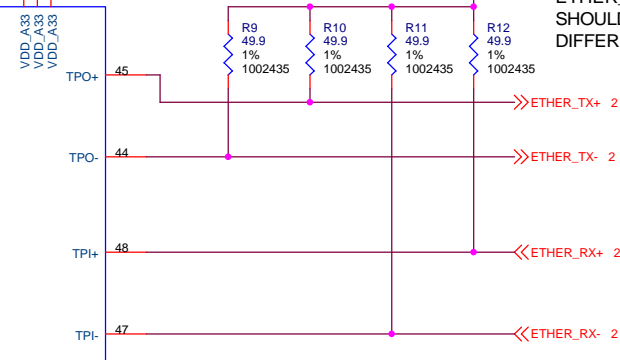 ETHER_
SHOULD
DIFFER
VDD_A33
VDD_A33
VDD_A33
R9
49.9
1%
1002435
R10
49.9
1%
1002435
R11
49.9
1%
1002435
R12
49.9
1%
1002435
TPO+ 45
ETHER_TX+ 2
TPO- 44
ETHER_TX- 2
TPI+ 48
ETHER_RX+ 2
TPI- 47
ETHER_RX- 2